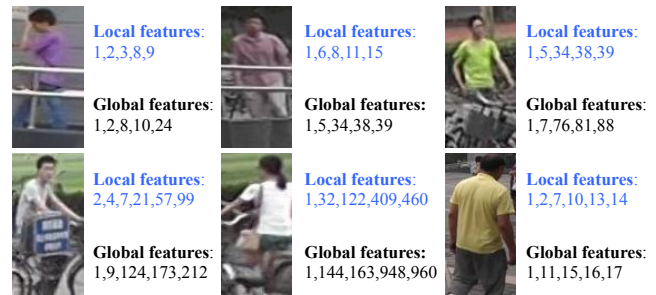 Local features:
1,2,3,8,9
Global features:
1,2,8,10,24
Local features:
1,6,8,11,15
Global features:
1,5,34,38,39
Local features:
1,5,34,38,39
Global features:
1,7,76,81,88
Local features:
2,4,7,21,57,99
Global features:
1,9,124,173,212
Local features:
1,32,122,409,460
Global features:
1,144,163,948,960
Local features:
1,2,7,10,13,14
Global features:
1,11,15,16,17